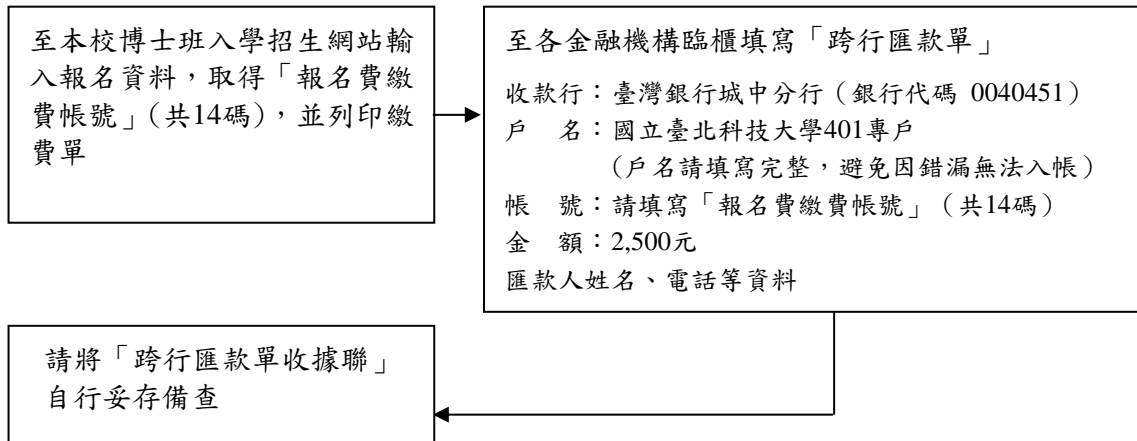 至本校博士班入學招生網站輸
入報名資料，取得「報名費繳
費帳號」（共14碼），並列印繳
費單
至各金融機構臨櫃填寫「跨行匯款單」
收款行：臺灣銀行城中分行（銀行代碼 0040451）
戶　名：國立臺北科技大學401專戶
（戶名請填寫完整，避免因錯漏無法入帳）
帳　號：請填寫「報名費繳費帳號」（共14碼）
金　額：2,500元
匯款人姓名、電話等資料
請將「跨行匯款單收據聯」
自行妥存備查